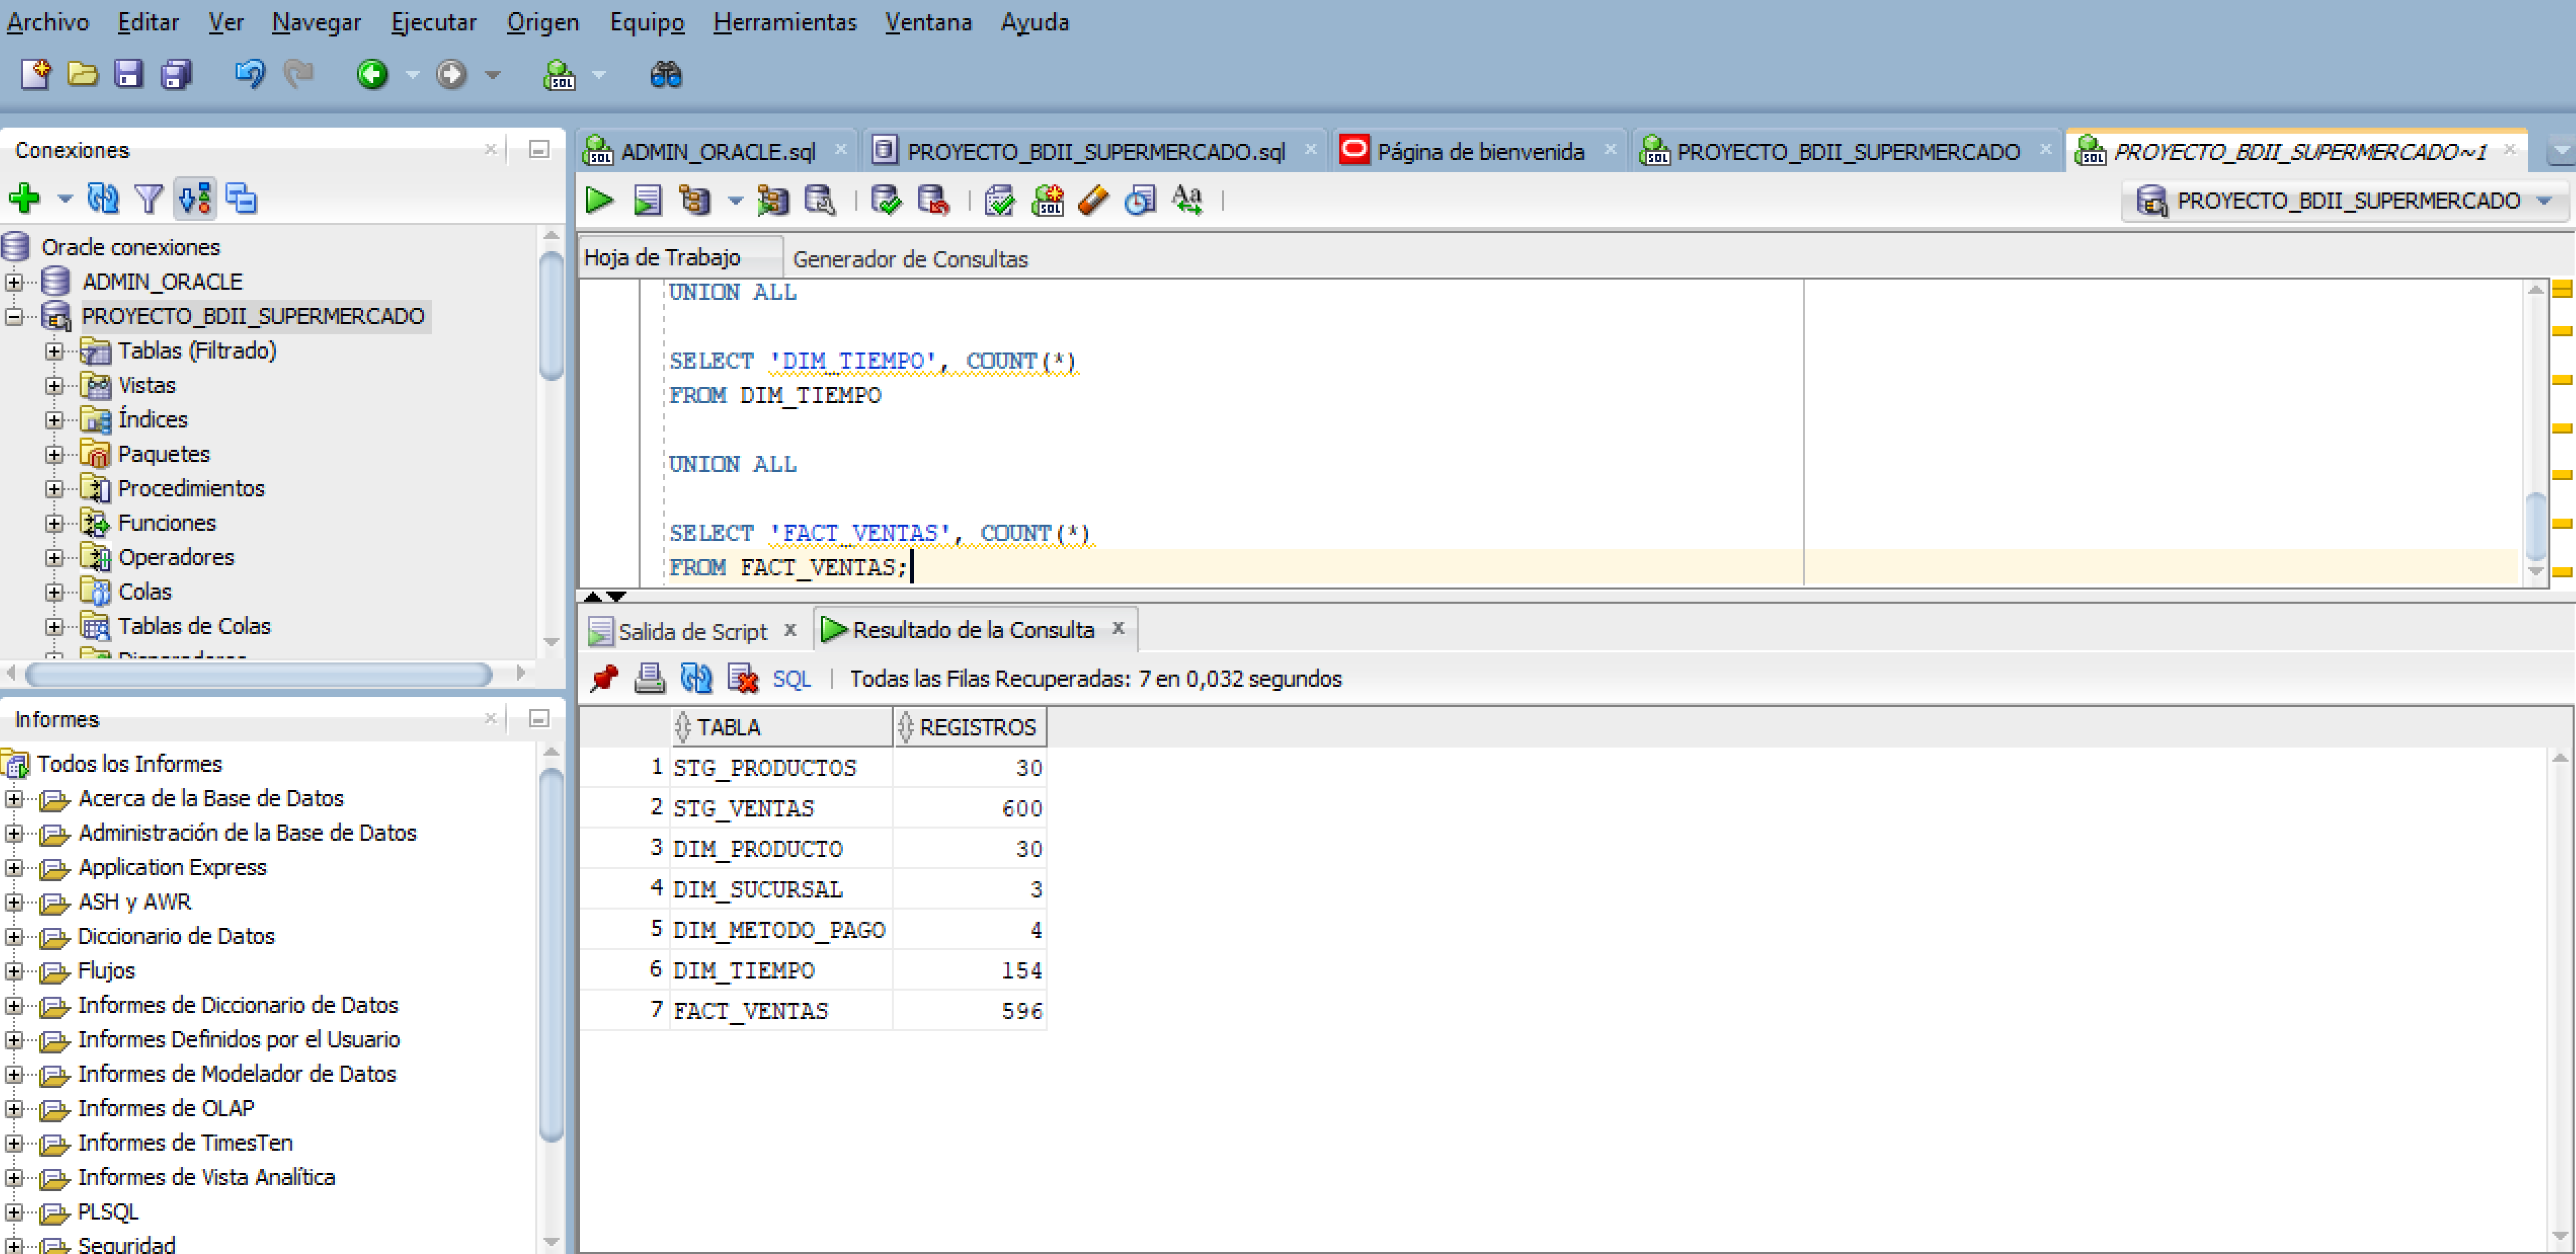 Archivo Editar Ver Navegar Ejecutar Origen Equipo Herramientas Ventana Ayuda
SQL
Conexiones
Oracle conexiones
ADMIN_ORACLE
PROYECTO_BDII_SUPERMERCADO
Tablas (Filtrado)
Vistas
Índices
Paquetes
Procedimientos
Funciones
Operadores
Colas
Tablas de Colas
Informes
Todos los Informes
Acerca de la Base de Datos
Administración de la Base de Datos
Application Express
ASH y AWR
Diccionario de Datos
Flujos
Informes de Diccionario de Datos
Informes Definidos por el Usuario
Informes de Modelador de Datos
Informes de OLAP
Informes de TimesTen
Informes de Vista Analítica
PLSQL
Seguridad
ADMIN_ORACLE.sql PROYECTO_BDII_SUPERMERCADO.sql Página de bienvenida PROYECTO_BDII_SUPERMERCADO PROYECTO_BDII_SUPERMERCADO~1
PROYECTO_BDII_SUPERMERCADO
Hoja de Trabajo Generador de Consultas
UNION ALL
SELECT 'DIM_TIEMPO', COUNT(*)
FROM DIM_TIEMPO
UNION ALL
SELECT 'FACT_VENTAS', COUNT(*)
FROM FACT_VENTAS;
Salida de Script x Resultado de la Consulta x
SQL | Todas las Filas Recuperadas: 7 en 0,032 segundos
TABLA REGISTROS
1 STG_PRODUCTOS 30
2 STG_VENTAS 600
3 DIM_PRODUCTO 30
4 DIM_SUCURSAL 3
5 DIM_METODO_PAGO 4
6 DIM_TIEMPO 154
7 FACT_VENTAS 596